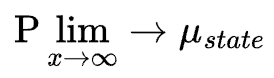 P lim x→∞ → μ_state